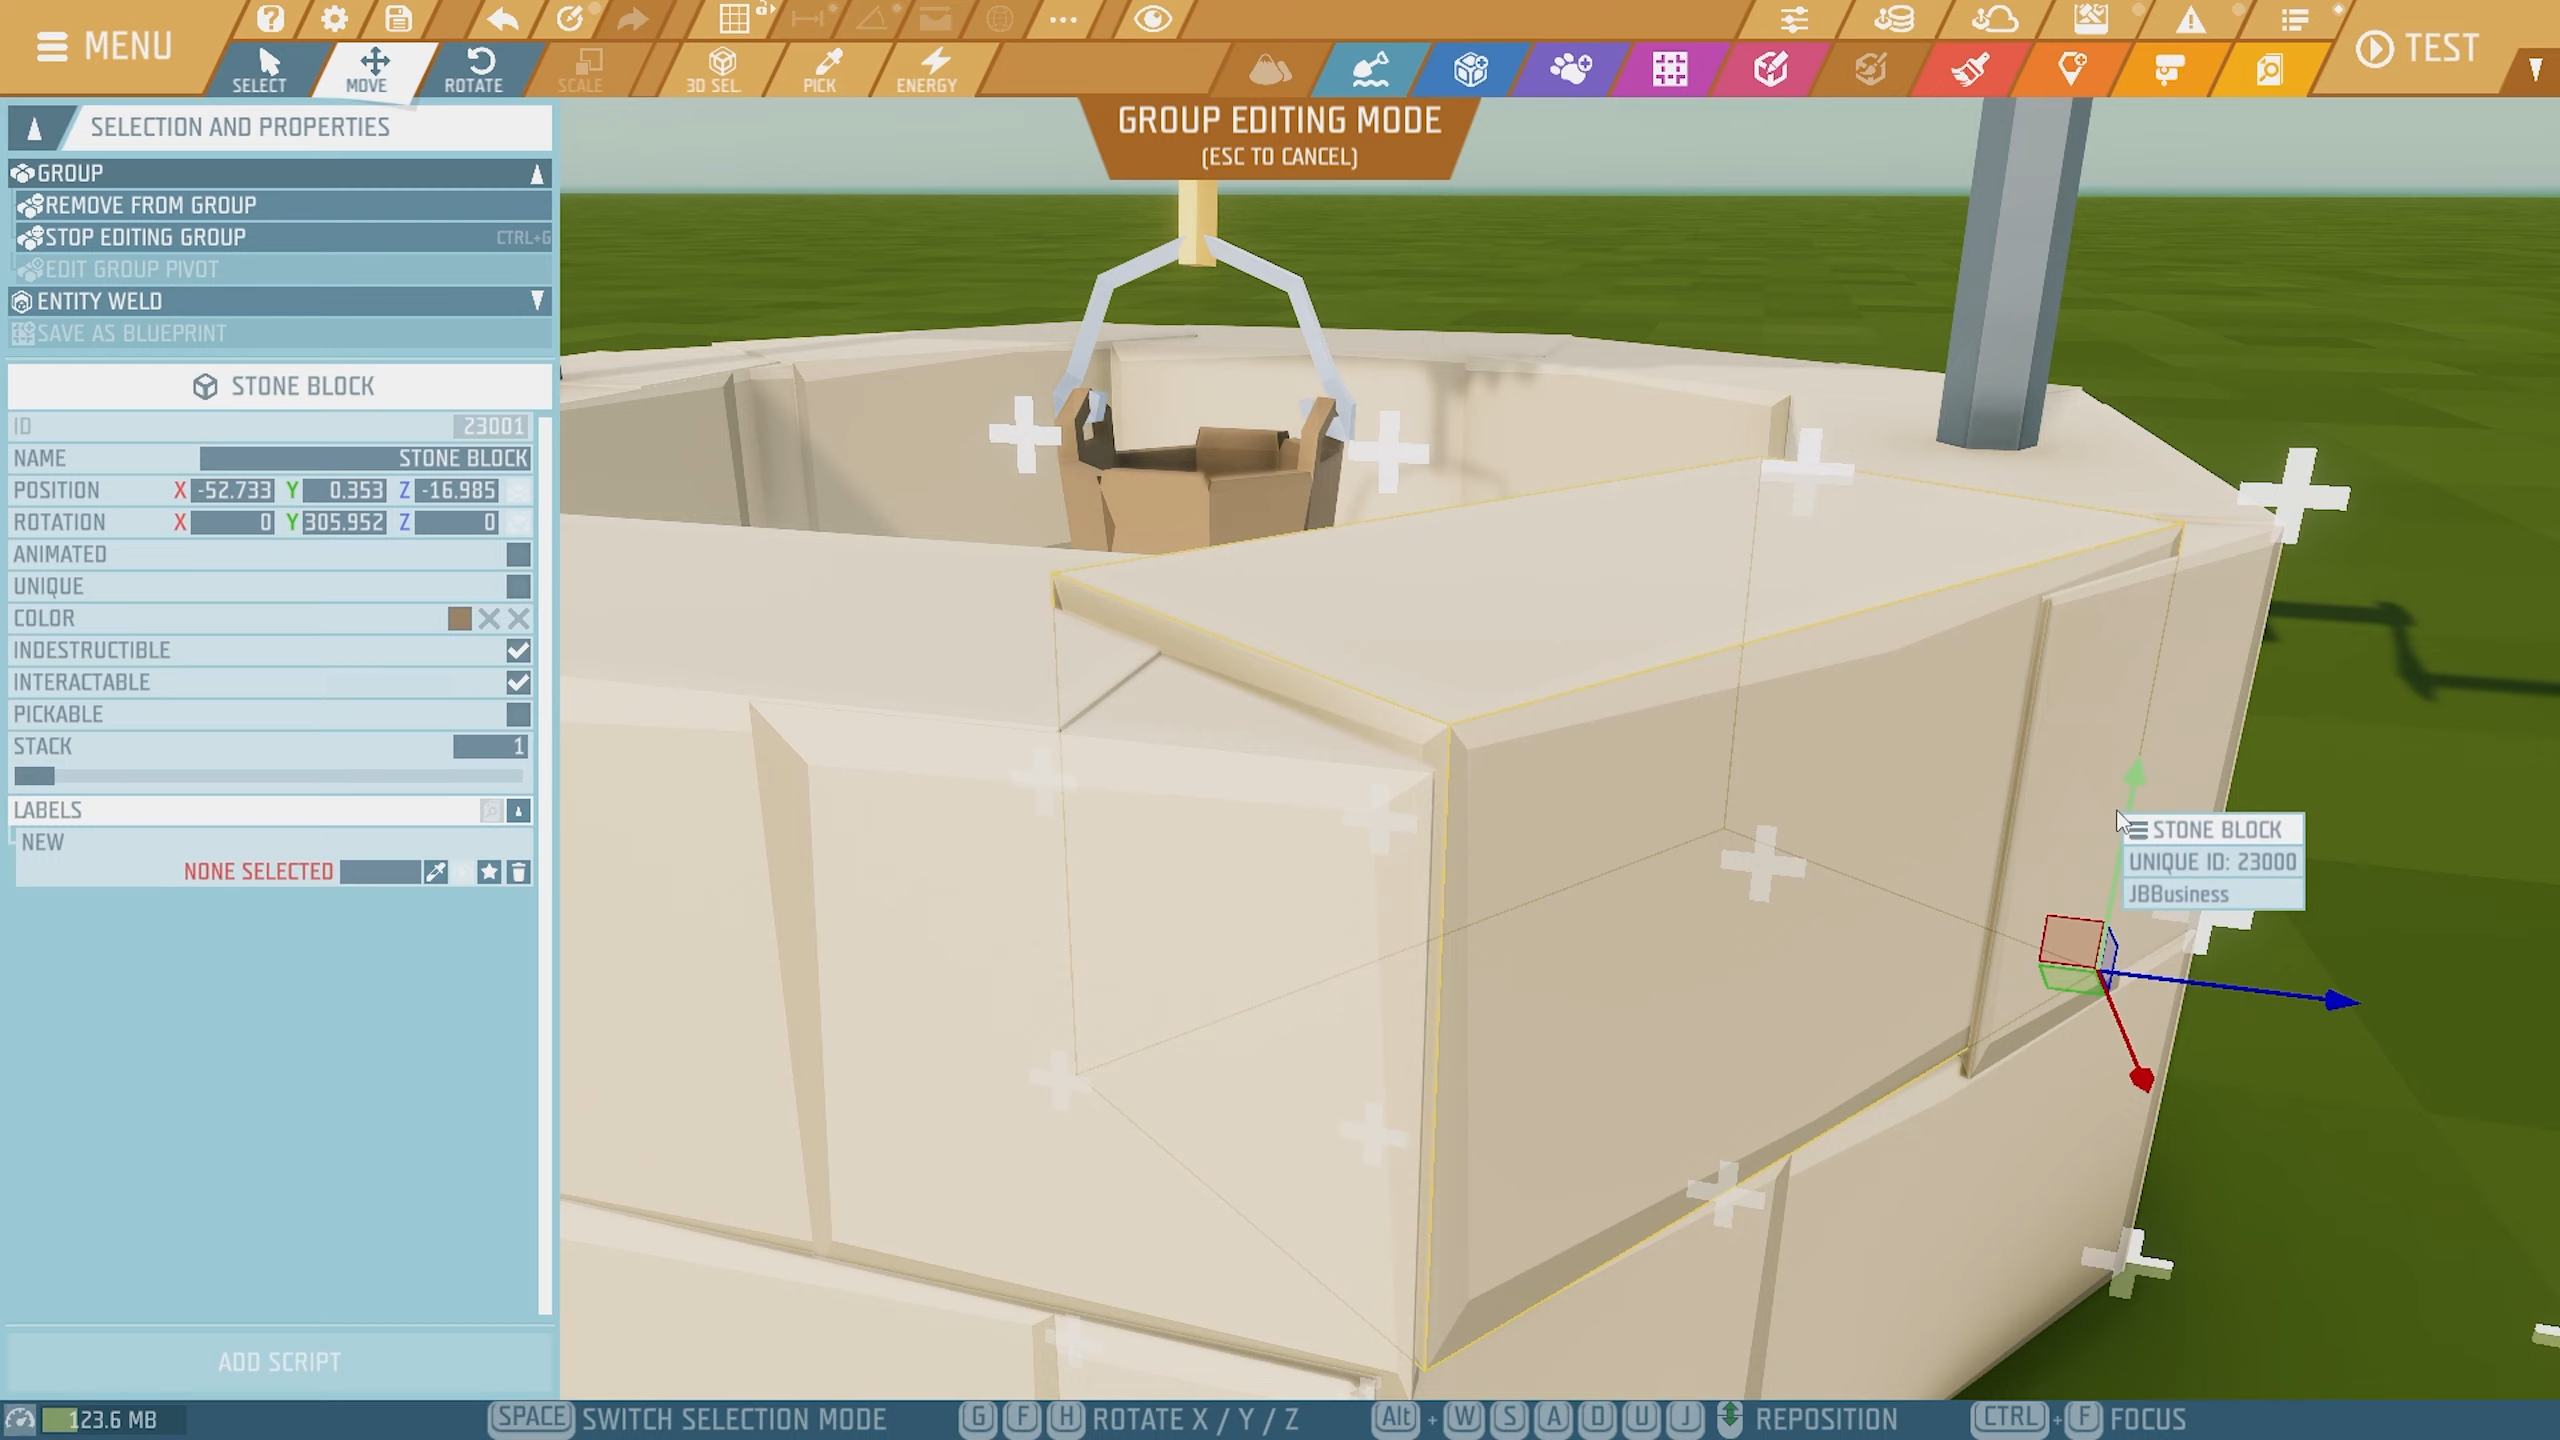 MENU
TEST
SELECT
MOVE
ROTATE
SCALE
3D SEL.
PICK
ENERGY
GROUP EDITING MODE
(ESC TO CANCEL)
SELECTION AND PROPERTIES
GROUP
REMOVE FROM GROUP
STOP EDITING GROUP CTRL+G
EDIT GROUP PIVOT
ENTITY WELD
SAVE AS BLUEPRINT
STONE BLOCK
ID 23001
NAME STONE BLOCK
POSITION X -52.733 Y 0.353 Z -16.985
ROTATION X 0 Y 305.952 Z 0
ANIMATED
UNIQUE
COLOR
INDESTRUCTIBLE
INTERACTABLE
PICKABLE
STACK 1
LABELS
NEW
NONE SELECTED
ADD SCRIPT
STONE BLOCK
UNIQUE ID: 23000
JBBusiness
123.6 MB
SPACE SWITCH SELECTION MODE
G F H ROTATE X / Y / Z
Alt + W S A D U J REPOSITION
CTRL + F FOCUS